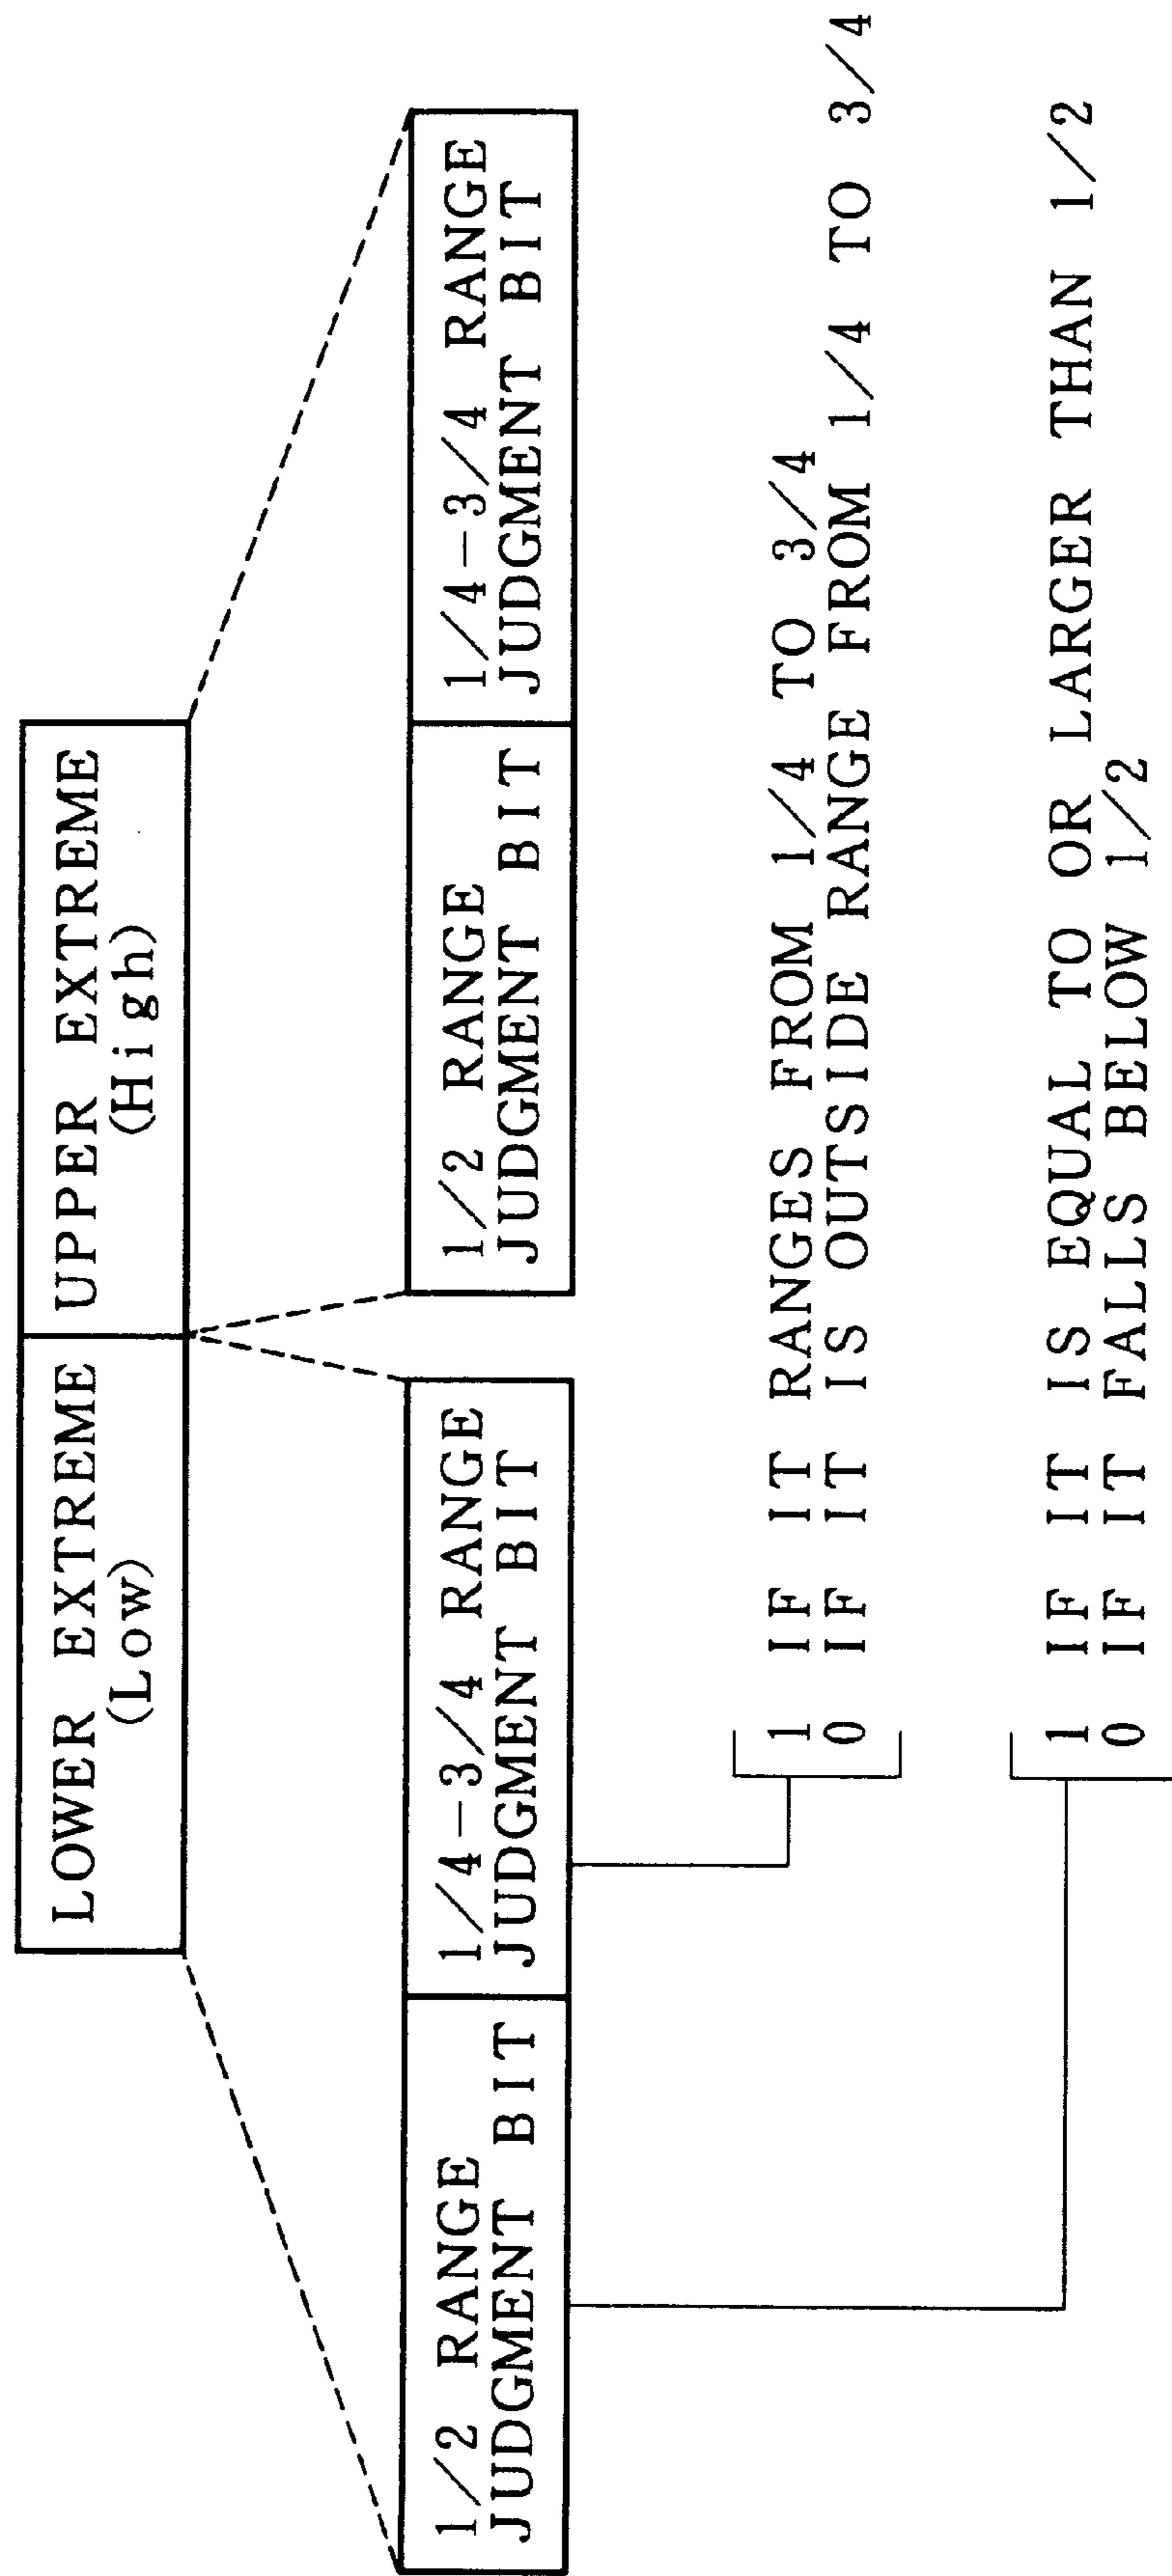 LOWER EXTREME
(Low)
UPPER EXTREME
(High)
1/2 RANGE
JUDGMENT BIT
1/4-3/4 RANGE
JUDGMENT BIT
1/2 RANGE
JUDGMENT BIT
1/4-3/4 RANGE
JUDGMENT BIT
1 IF IT RANGES FROM 1/4 TO 3/4
0 IF IT IS OUTSIDE RANGE FROM 1/4 TO 3/4
1 IF IT IS EQUAL TO OR LARGER THAN 1/2
0 IF IT FALLS BELOW 1/2